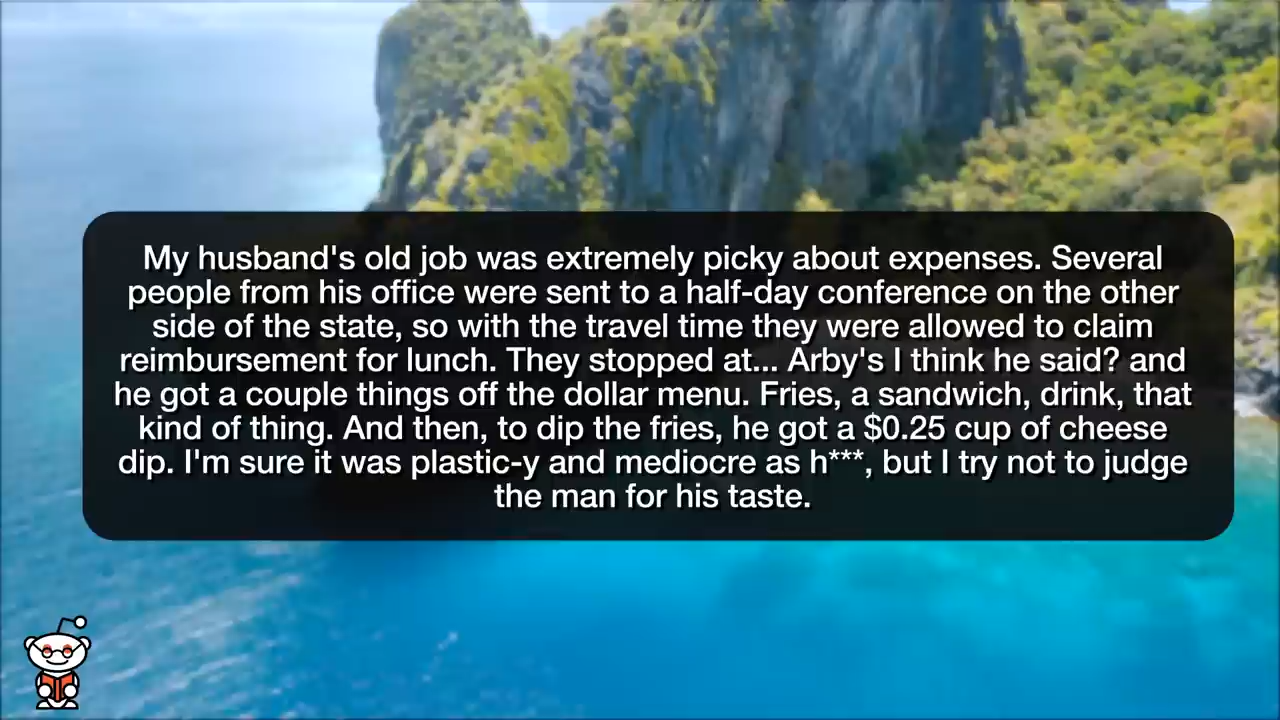 My husband's old job was extremely picky about expenses. Several
people from his office were sent to a half-day conference on the other
side of the state, so with the travel time they were allowed to claim
reimbursement for lunch. They stopped at... Arby's I think he said? and
he got a couple things off the dollar menu. Fries, a sandwich, drink, that
kind of thing. And then, to dip the fries, he got a $0.25 cup of cheese
dip. I'm sure it was plastic-y and mediocre as h***, but I try not to judge
the man for his taste.